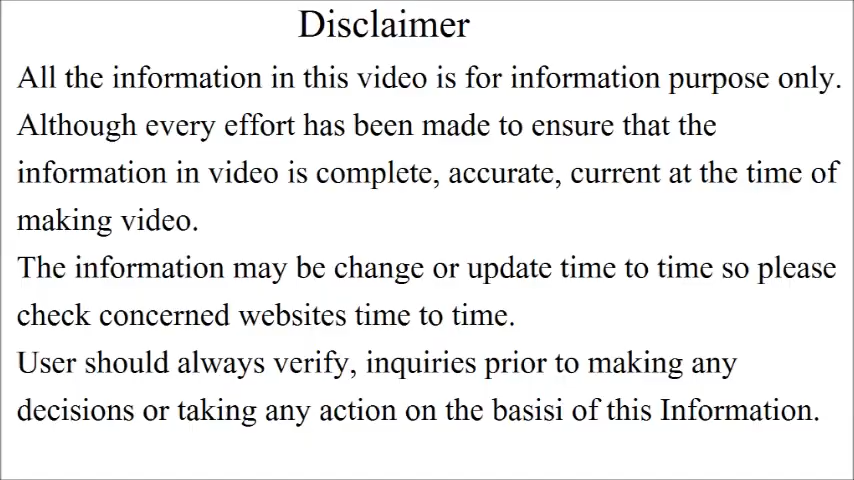 Disclaimer
All the information in this video is for information purpose only.
Although every effort has been made to ensure that the
information in video is complete, accurate, current at the time of
making video.
The information may be change or update time to time so please
check concerned websites time to time.
User should always verify, inquiries prior to making any
decisions or taking any action on the basisi of this Information.